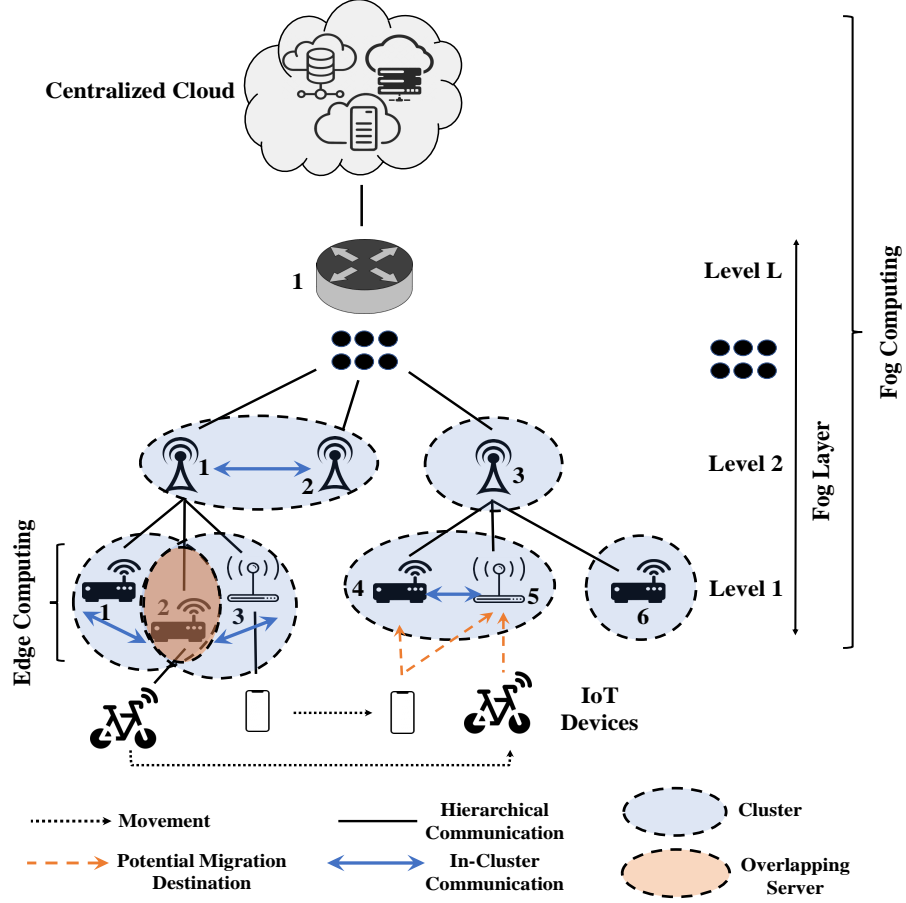 Centralized Cloud
1
Level L
Fog Computing
Fog Layer
1
2
3
Level 2
Edge Computing
1
2
3
4
5
6
Level 1
IoT
Devices
Movement
Hierarchical
Communication
Cluster
Potential Migration
Destination
In-Cluster
Communication
Overlapping
Server